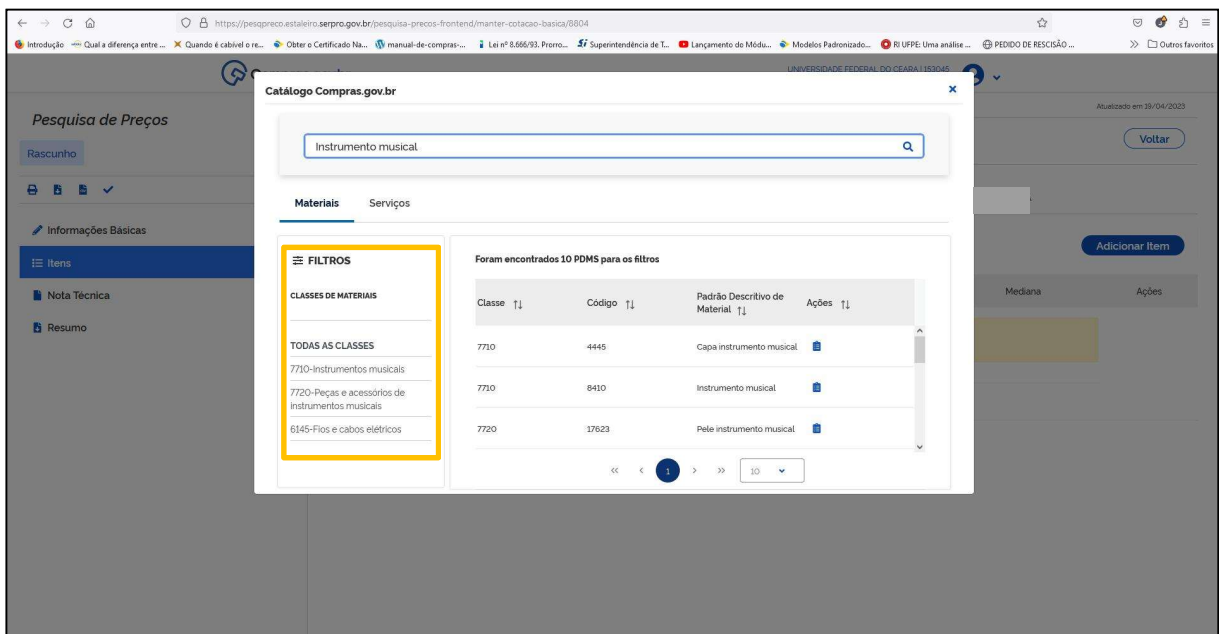 https://pesqpreco.estaleiro.serpro.gov.br/pesquisa-precos-frontend/manter-cotacao-basica/8804
Introdução
Qual a diferença entre ...
Quando é cabível o re...
Obter o Certificado Na...
manual-de-compras-...
Lei nº 8.666/93. Prorro...
Superintendência de T...
Lançamento do Módu...
Modelos Padronizado...
RI UFPE: Uma análise ...
PEDIDO DE RESCISÃO ...
Outros favoritos
UNIVERSIDADE FEDERAL DO CEARA | 153045
Catálogo Compras.gov.br
Atualizado em 19/04/2023
Pesquisa de Preços
Voltar
Rascunho
Instrumento musical
Materiais
Serviços
Informações Básicas
Itens
Nota Técnica
Resumo
Adicionar Item
Mediana
Ações
FILTROS
CLASSES DE MATERIAIS
TODAS AS CLASSES
7710-Instrumentos musicais
7720-Peças e acessórios de
instrumentos musicais
6145-Fios e cabos elétricos
Foram encontrados 10 PDMS para os filtros
Classe
Código
Padrão Descritivo de
Material
Ações
7710
4445
Capa instrumento musical
7710
8410
Instrumento musical
7720
17623
Pele instrumento musical
1
10